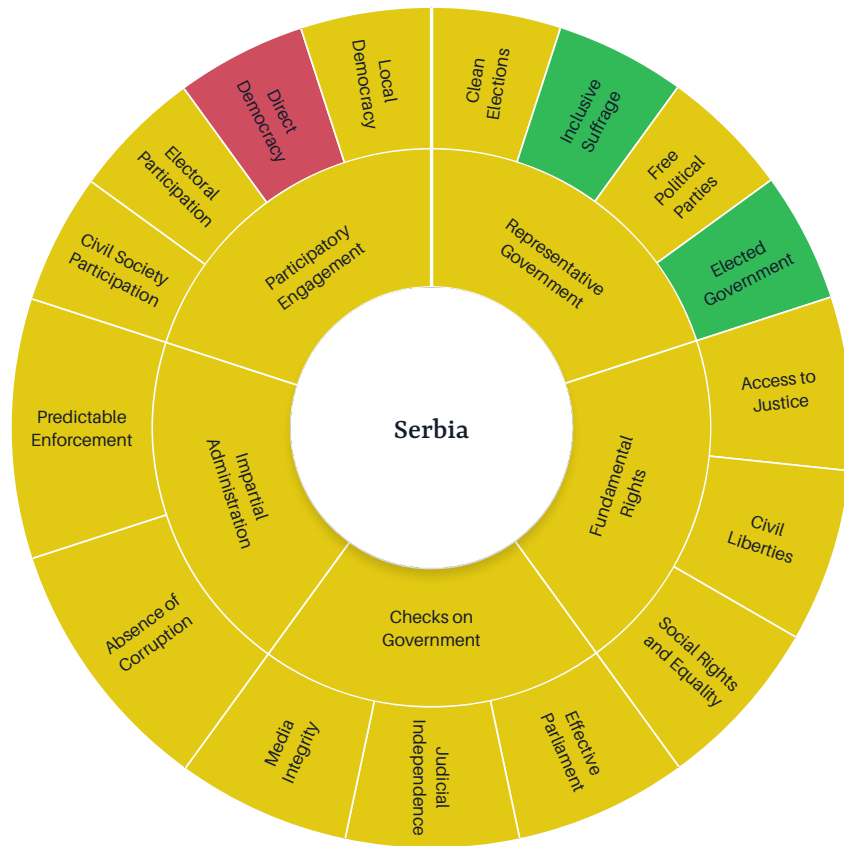 Serbia
Representative
Government
Fundamental
Rights
Checks on
Government
Impartial
Administration
Participatory
Engagement
Clean
Elections
Inclusive
Suffrage
Free
Political
Parties
Elected
Government
Access to
Justice
Civil
Liberties
Social Rights
and Equality
Effective
Parliament
Judicial
Independence
Media
Integrity
Absence of
Corruption
Predictable
Enforcement
Civil Society
Participation
Electoral
Participation
Direct
Democracy
Local
Democracy